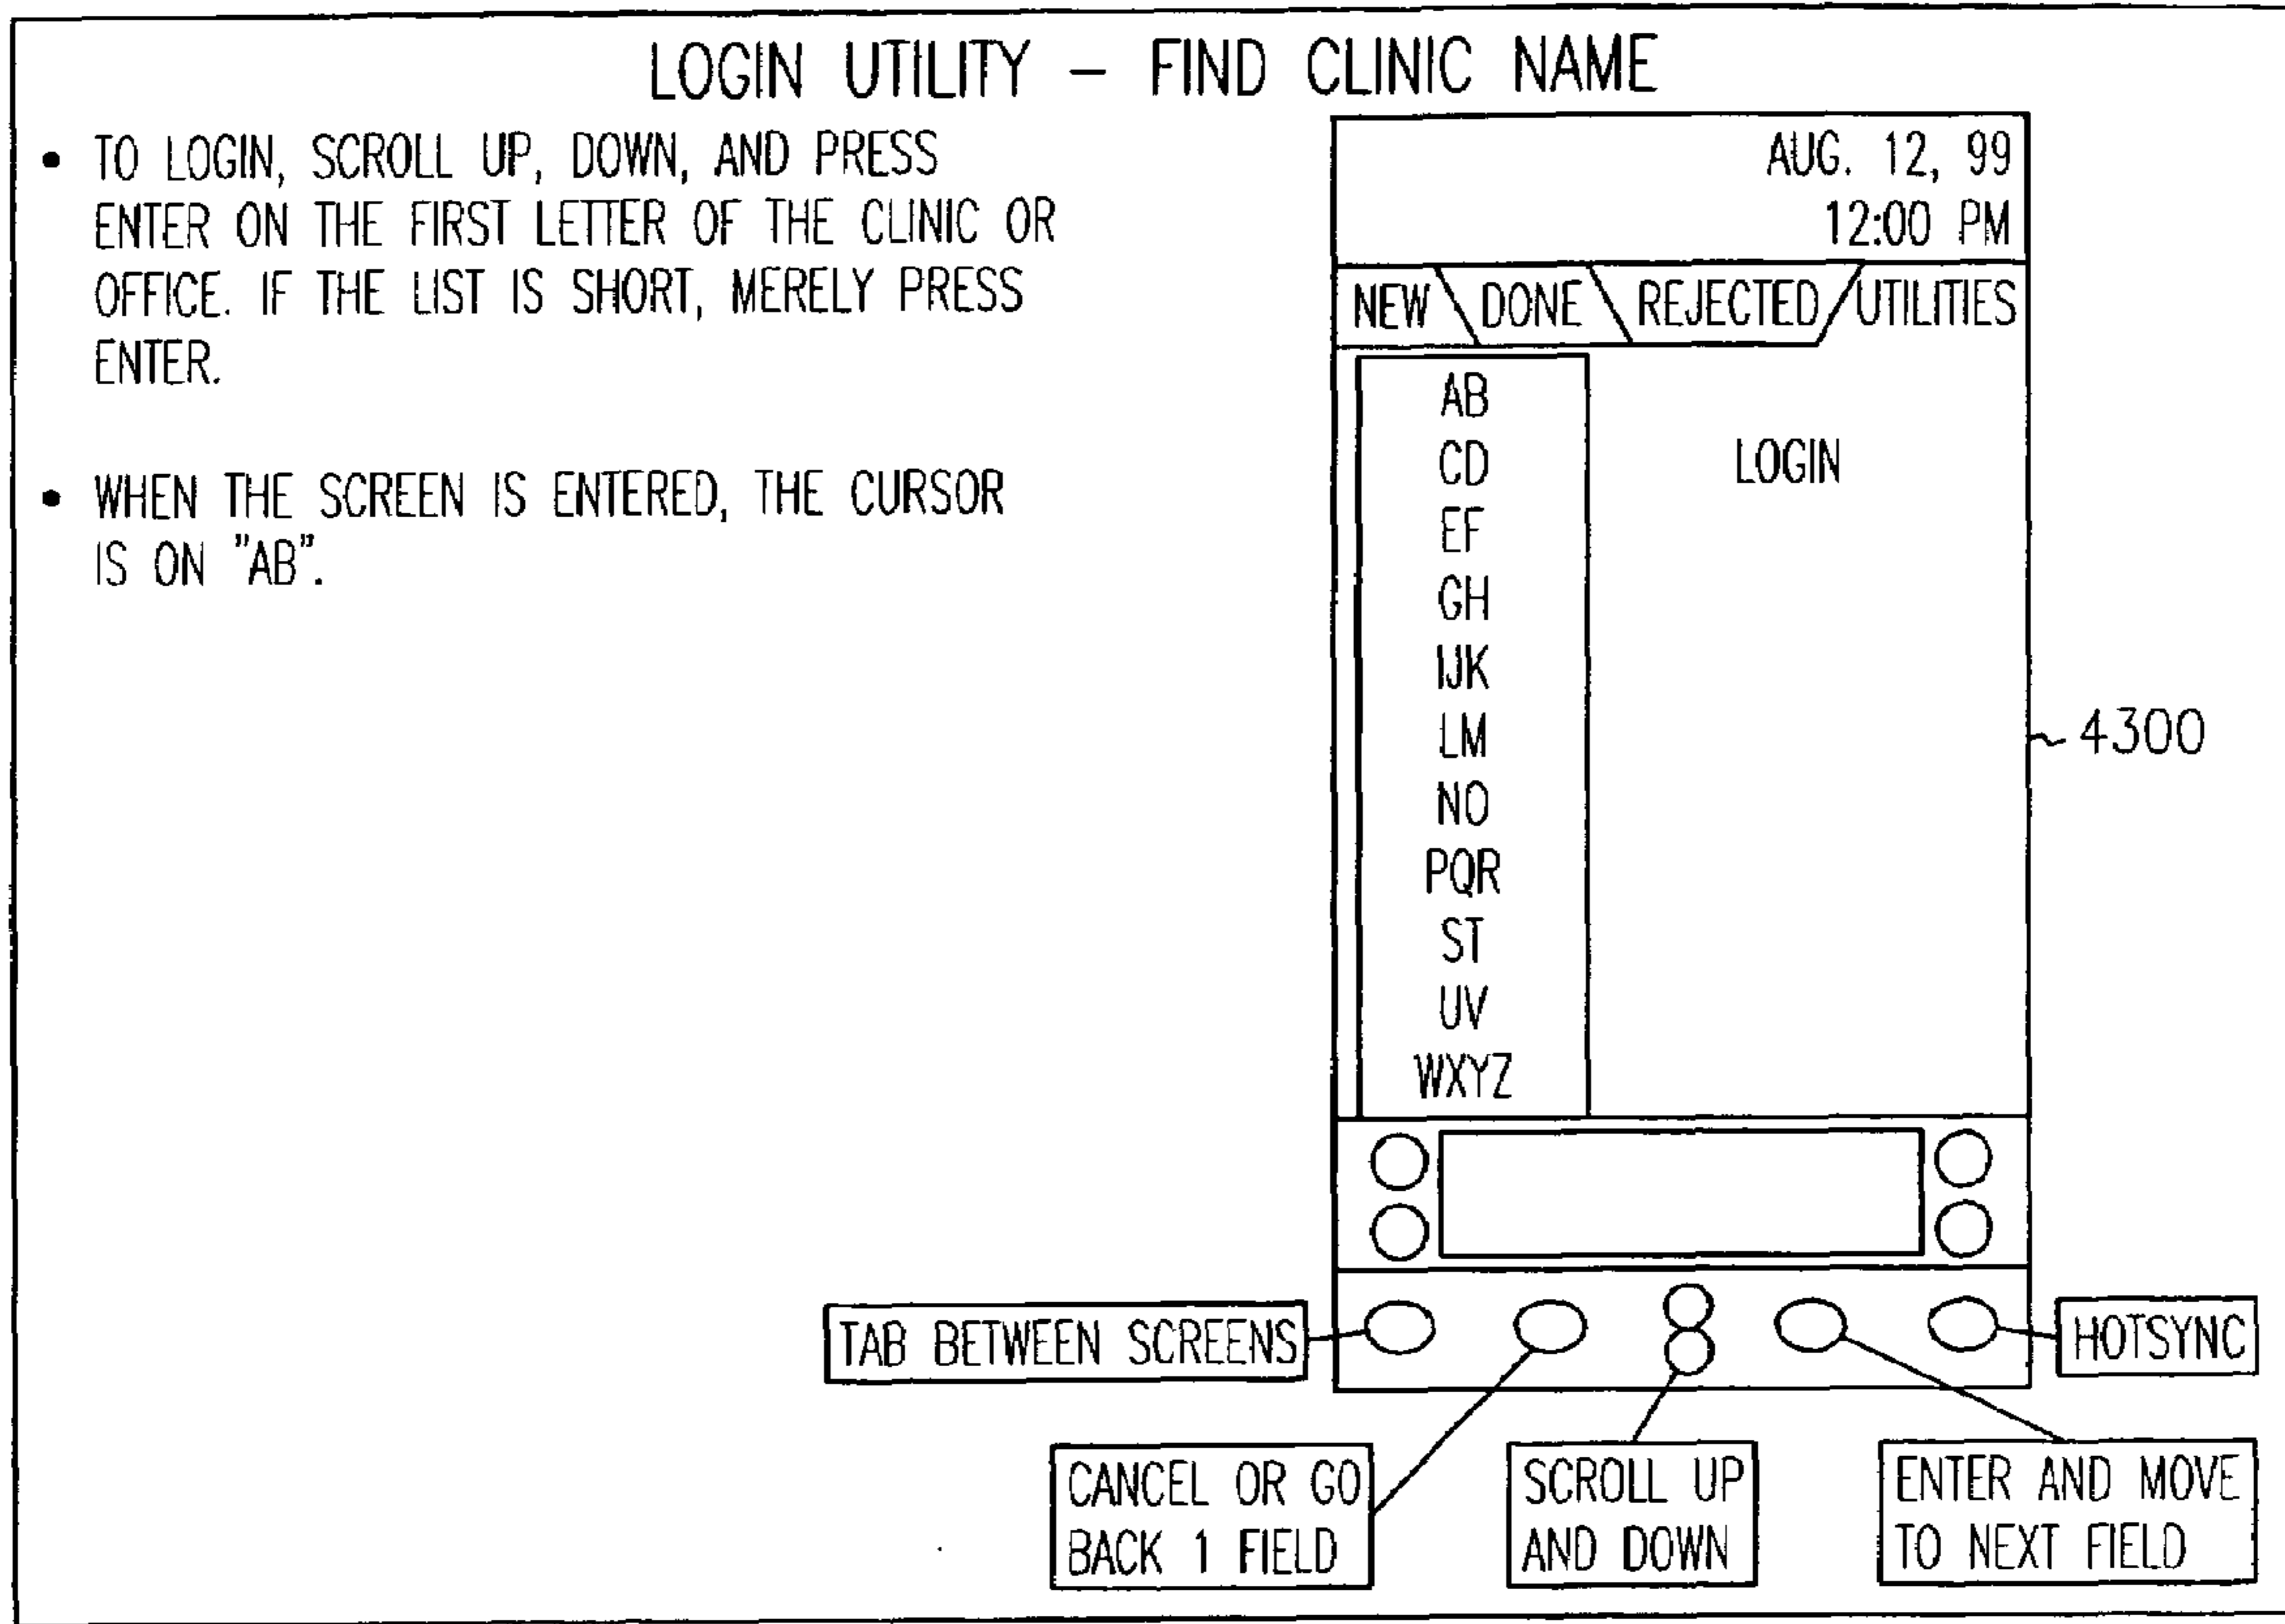 LOGIN UTILITY – FIND CLINIC NAME
• TO LOGIN, SCROLL UP, DOWN, AND PRESS
ENTER ON THE FIRST LETTER OF THE CLINIC OR
OFFICE. IF THE LIST IS SHORT, MERELY PRESS
ENTER.
• WHEN THE SCREEN IS ENTERED, THE CURSOR
IS ON "AB".
AUG. 12, 99
12:00 PM
NEW DONE REJECTED UTILITIES
AB
CD
EF
GH
IJK
LM
NO
PQR
ST
UV
WXYZ
LOGIN
4300
TAB BETWEEN SCREENS
HOTSYNC
CANCEL OR GO
BACK 1 FIELD
SCROLL UP
AND DOWN
ENTER AND MOVE
TO NEXT FIELD